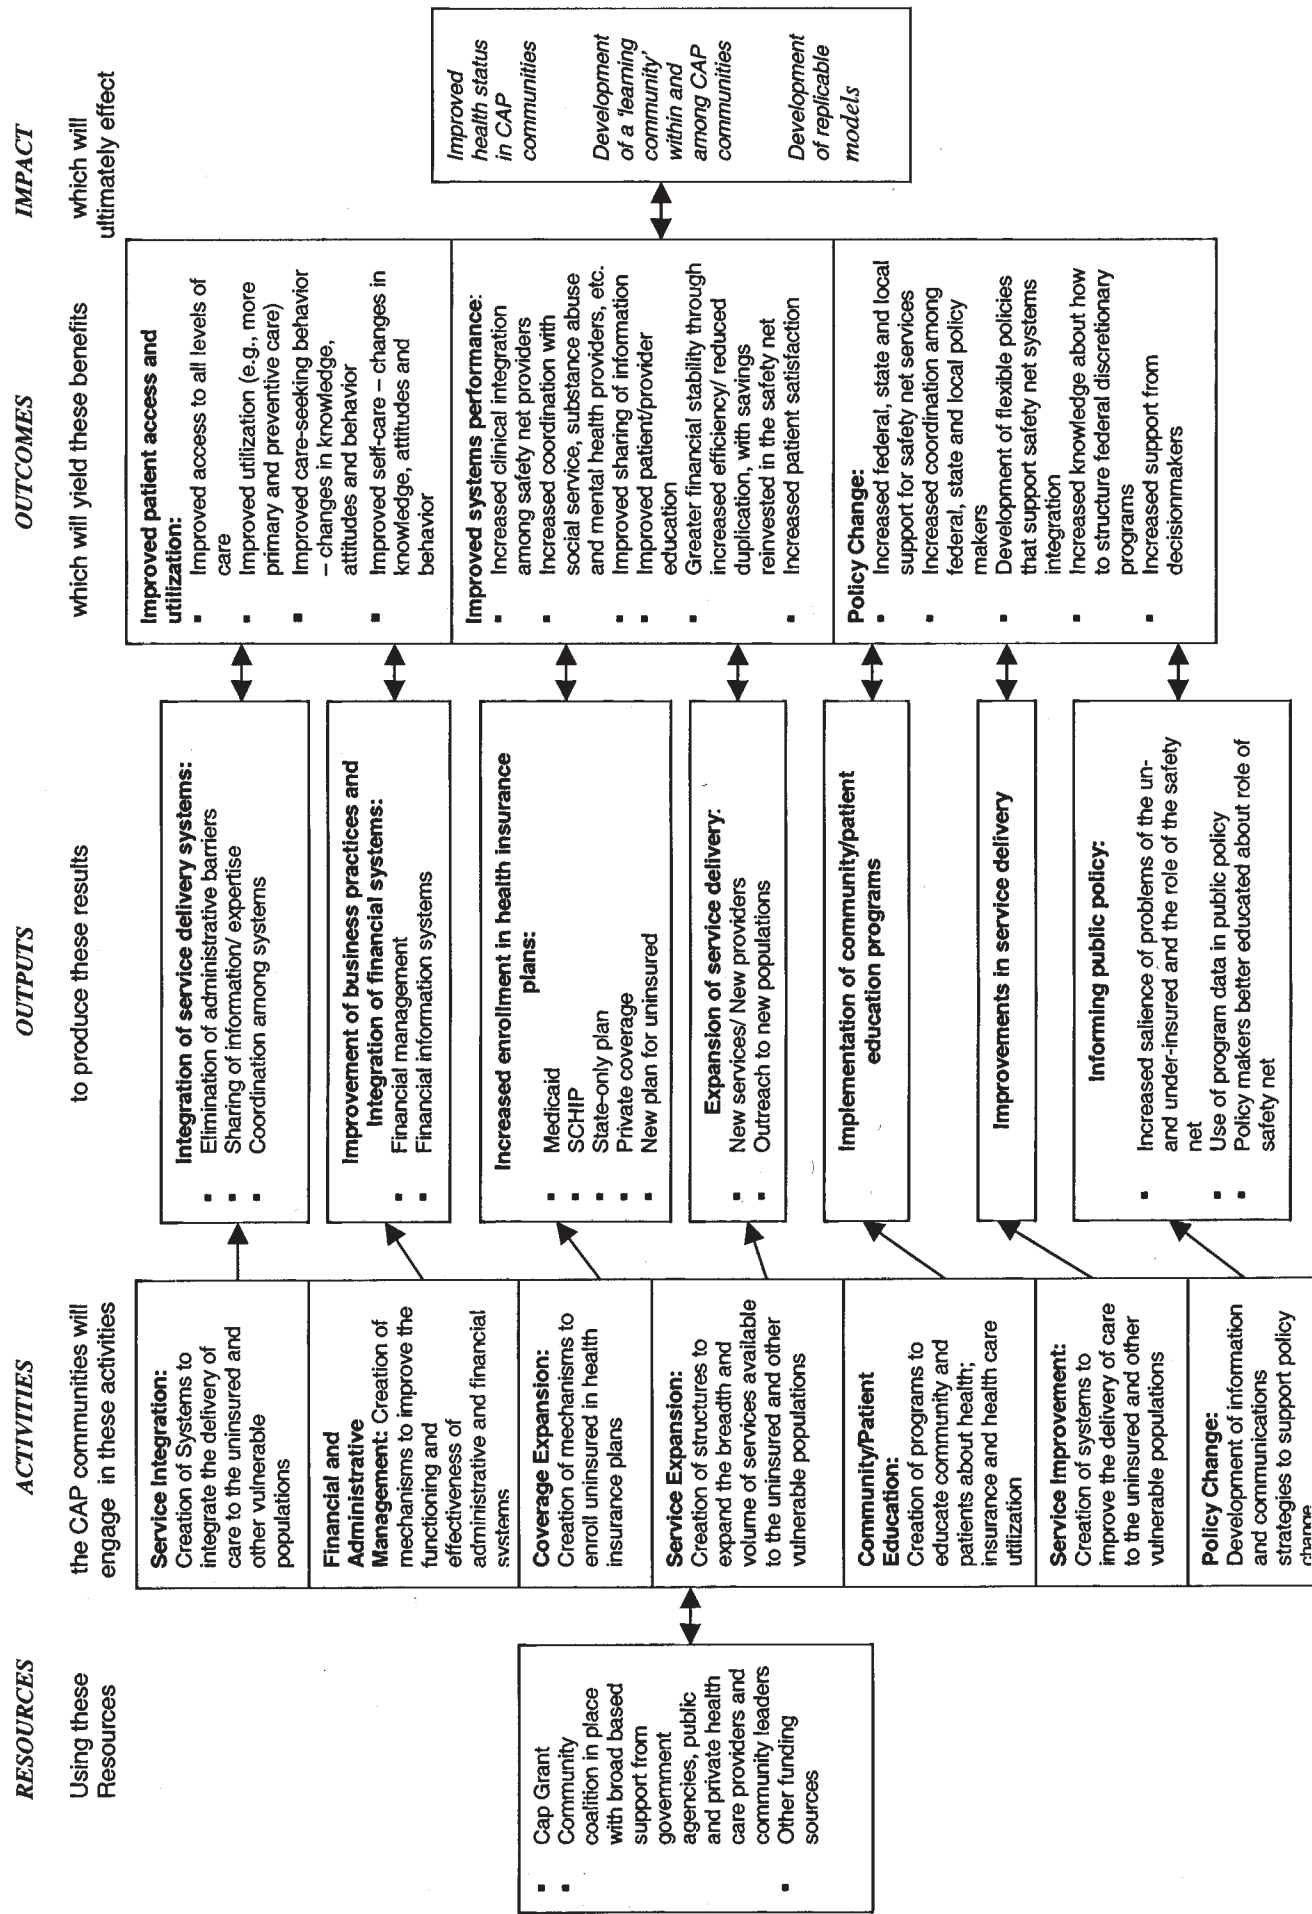 RESOURCES
Using these
Resources
Cap Grant
Community
coalition in place
with broad based
support from
government
agencies, public
and private health
care providers and
community leaders
Other funding
sources
ACTIVITIES
the CAP communities will
engage in these activities
Service Integration:
Creation of Systems to
integrate the delivery of
care to the uninsured and
other vulnerable
populations
Financial and
Administrative
Management: Creation of
mechanisms to improve the
functioning and
effectiveness of
administrative and financial
systems
Coverage Expansion:
Creation of mechanisms to
enroll uninsured in health
insurance plans
Service Expansion:
Creation of structures to
expand the breadth and
volume of services available
to the uninsured and other
vulnerable populations
Community/Patient
Education:
Creation of programs to
educate community and
patients about health;
insurance and health care
utilization
Service Improvement:
Creation of systems to
improve the delivery of care
to the uninsured and other
vulnerable populations
Policy Change:
Development of information
and communications
strategies to support policy
change
OUTPUTS
to produce these results
Integration of service delivery systems:
Elimination of administrative barriers
Sharing of information/ expertise
Coordination among systems
Improvement of business practices and
Integration of financial systems:
Financial management
Financial information systems
Increased enrollment in health insurance
plans:
Medicaid
SCHIP
State-only plan
Private coverage
New plan for uninsured
Expansion of service delivery:
New services/ New providers
Outreach to new populations
Implementation of community/patient
education programs
Improvements in service delivery
Informing public policy:
Increased salience of problems of the un-
and under-insured and the role of the safety
net
Use of program data in public policy
Policy makers better educated about role of
safety net
OUTCOMES
which will yield these benefits
Improved patient access and
utilization:
Improved access to all levels of
care
Improved utilization (e.g., more
primary and preventive care)
Improved care-seeking behavior
– changes in knowledge,
attitudes and behavior
Improved self-care – changes in
knowledge, attitudes and
behavior
Improved systems performance:
Increased clinical integration
among safety net providers
Increased coordination with
social service, substance abuse
and mental health providers, etc.
Improved sharing of information
Improved patient/provider
education
Greater financial stability through
increased efficiency/ reduced
duplication, with savings
reinvested in the safety net
Increased patient satisfaction
Policy Change:
Increased federal, state and local
support for safety net services
Increased coordination among
federal, state and local policy
makers
Development of flexible policies
that support safety net systems
integration
Increased knowledge about how
to structure federal discretionary
programs
Increased support from
decisionmakers
IMPACT
which will
ultimately effect
Improved
health status
in CAP
communities
Development
of a 'learning
community'
within and
among CAP
communities
Development
of replicable
models